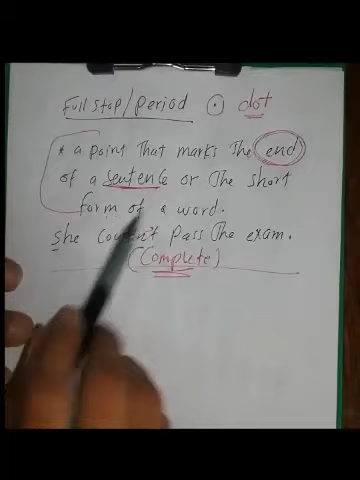 Full stop/period ⊙ dot
* a point that marks the end
of a sentence or the short
form of a word.
She couldn't pass the exam.
(Complete)